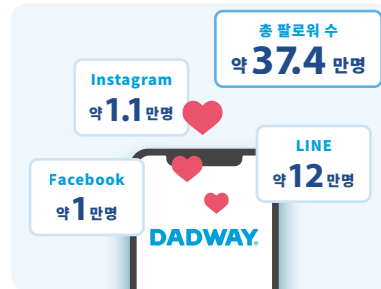 총 팔로워 수
약 37.4 만명
Instagram
약 1.1 만명
LINE
약 12 만명
Facebook
약 1 만명
DADWAY®